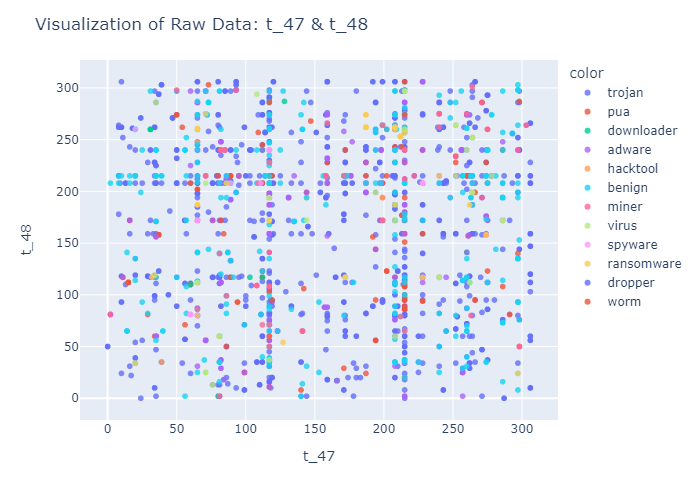 Visualization of Raw Data: t_47 & t_48
color
trojan
pua
downloader
adware
hacktool
benign
miner
virus
spyware
ransomware
dropper
worm
300
250
200
150
100
50
0
t_48
0 50 100 150 200 250 300
t_47